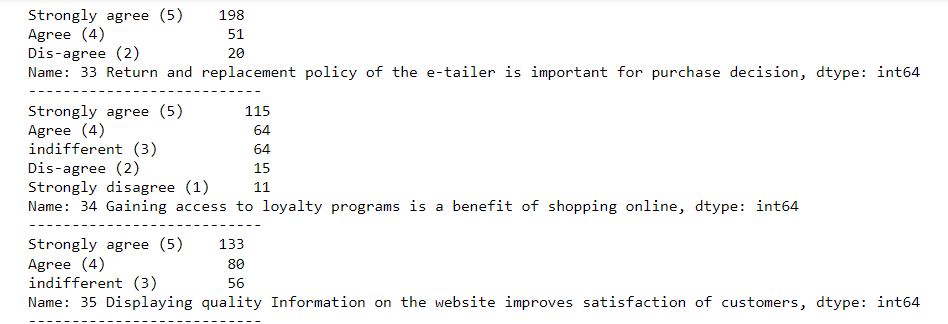 Strongly agree (5)    198
Agree (4)              51
Dis-agree (2)          20
Name: 33 Return and replacement policy of the e-tailer is important for purchase decision, dtype: int64
---------------------------
Strongly agree (5)       115
Agree (4)                 64
indifferent (3)           64
Dis-agree (2)             15
Strongly disagree (1)     11
Name: 34 Gaining access to loyalty programs is a benefit of shopping online, dtype: int64
---------------------------
Strongly agree (5)    133
Agree (4)              80
indifferent (3)        56
Name: 35 Displaying quality Information on the website improves satisfaction of customers, dtype: int64
---------------------------